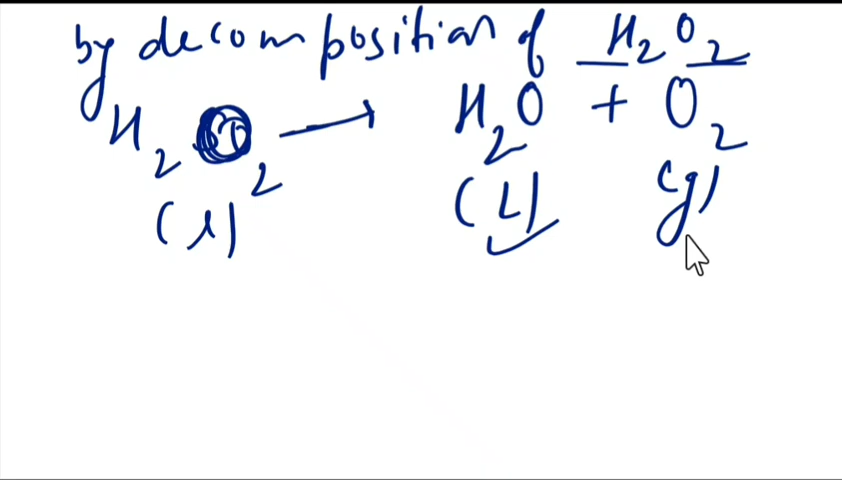 by decomposition of H₂O₂
H₂O₂ → H₂O + O₂
(l) (L) (g)